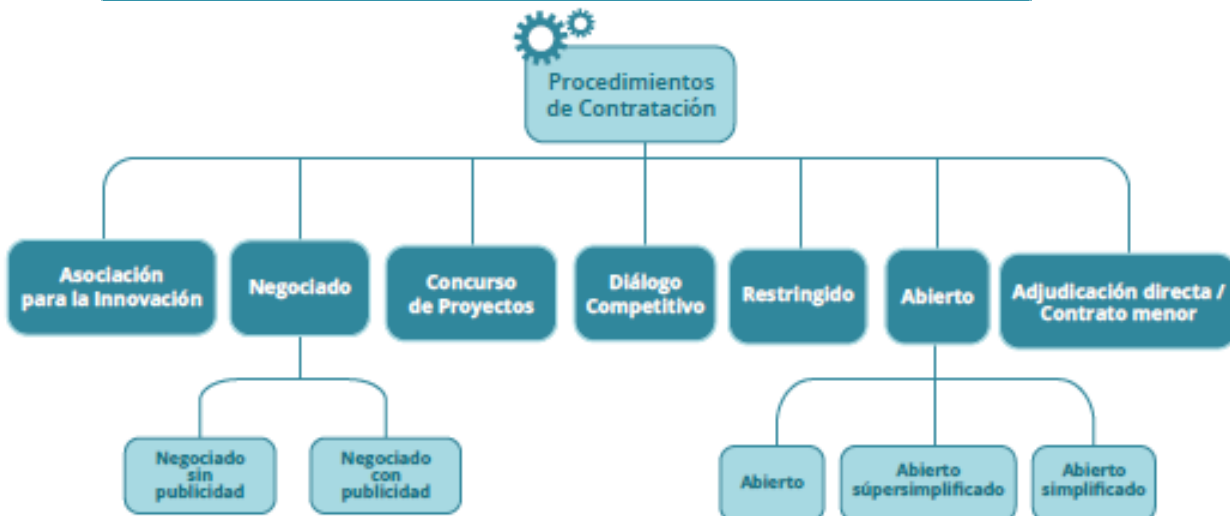 Procedimientos
de Contratación
Asociación
para la Innovación
Negociado
Concurso
de Proyectos
Diálogo
Competitivo
Restringido
Abierto
Adjudicación directa /
Contrato menor
Negociado
sin
publicidad
Negociado
con
publicidad
Abierto
Abierto
súpersimplificado
Abierto
simplificado